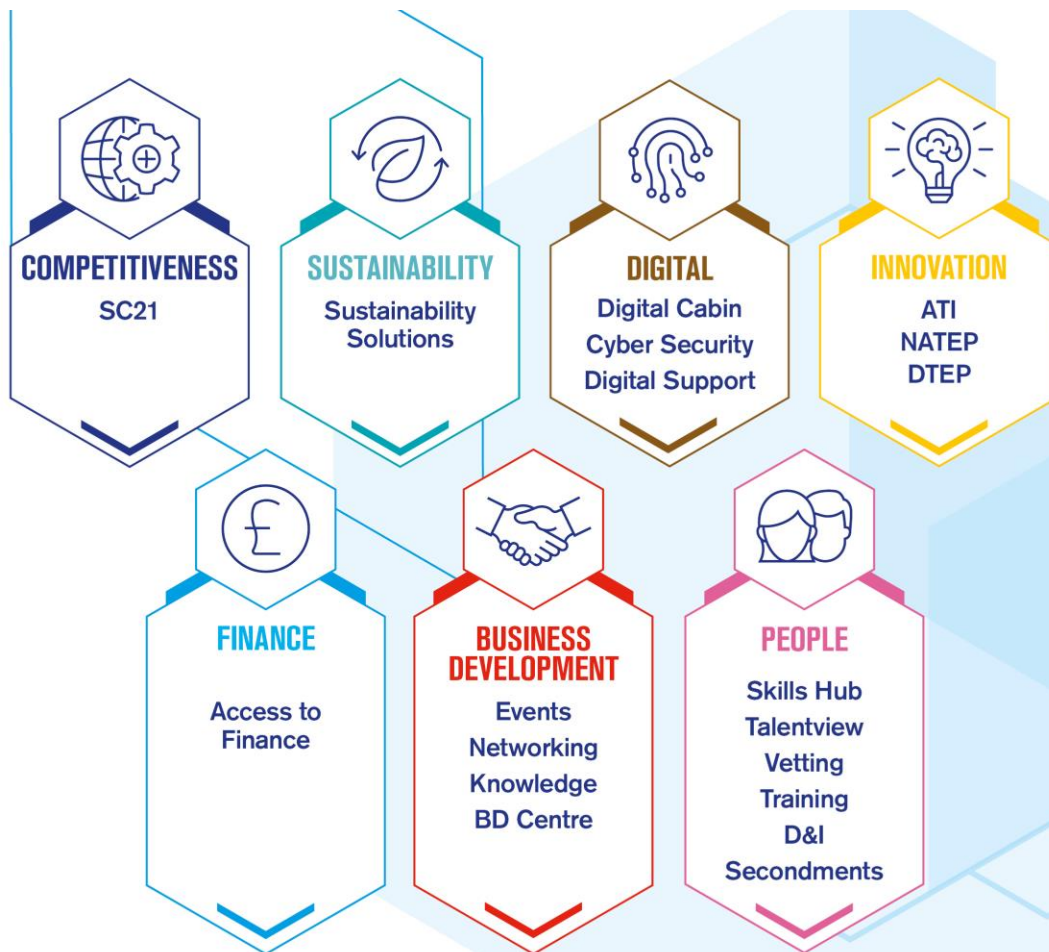 COMPETITIVENESS
SC21
SUSTAINABILITY
Sustainability
Solutions
DIGITAL
Digital Cabin
Cyber Security
Digital Support
INNOVATION
ATI
NATEP
DTEP
£
FINANCE
Access to
Finance
BUSINESS
DEVELOPMENT
Events
Networking
Knowledge
BD Centre
PEOPLE
Skills Hub
Talentview
Vetting
Training
D&I
Secondments